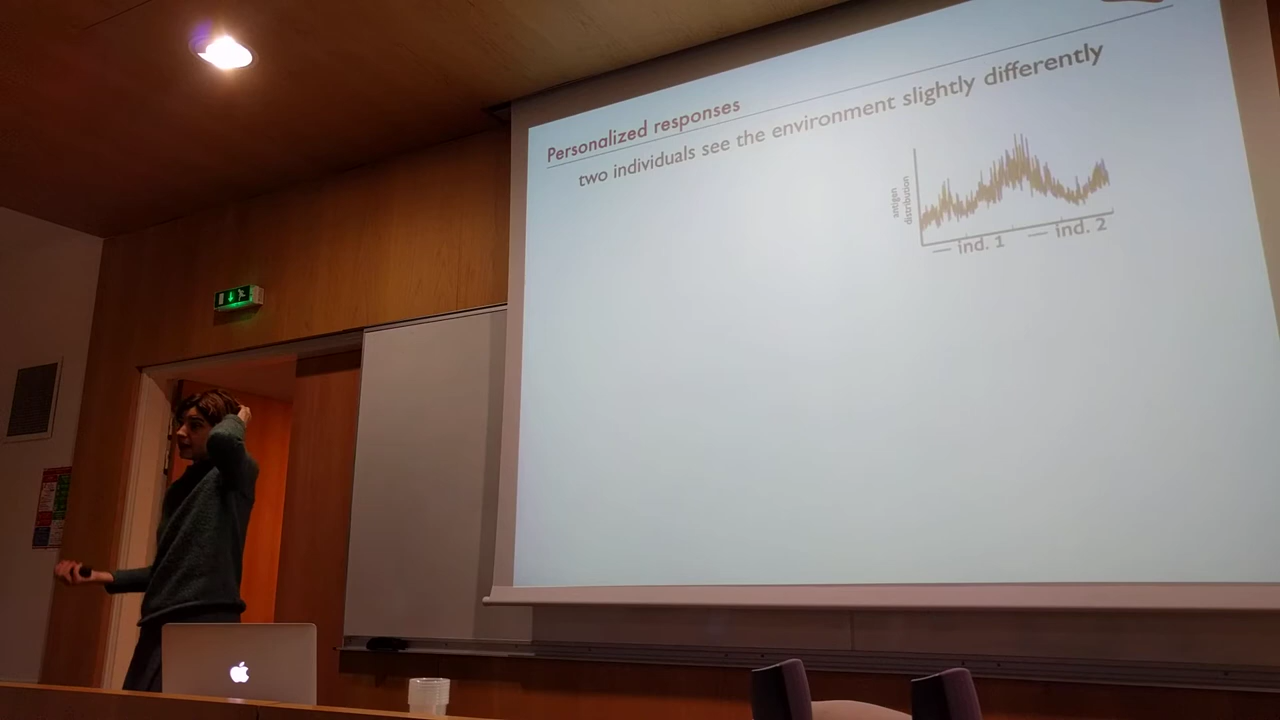 Personalized responses
two individuals see the environment slightly differently
antigen
distribution
ind. 1
ind. 2